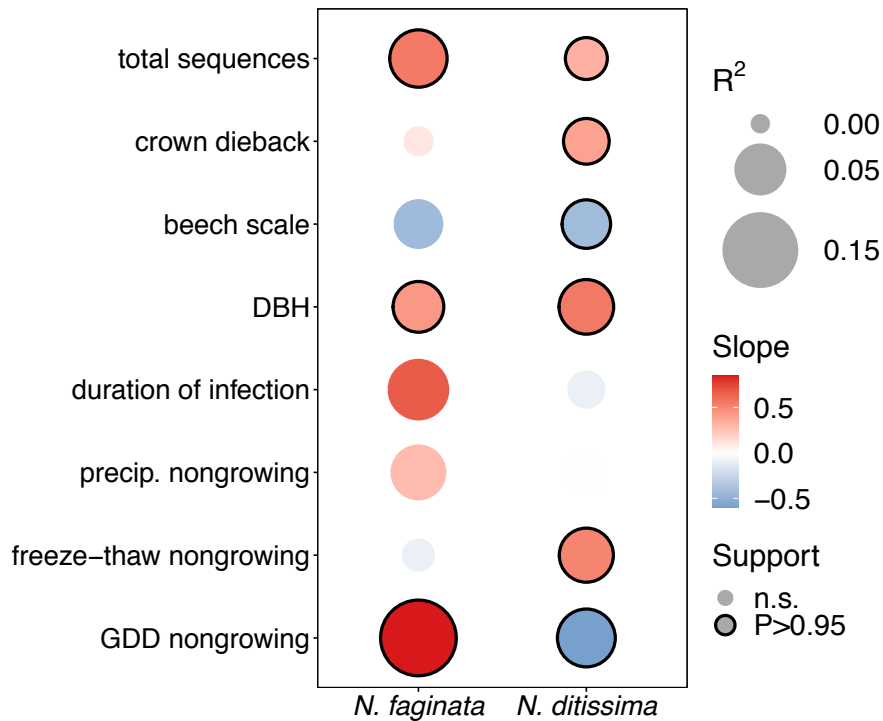 total sequences
crown dieback
beech scale
DBH
duration of infection
precip. nongrowing
freeze−thaw nongrowing
GDD nongrowing
N. faginata
N. ditissima
R²
0.00
0.05
0.15
Slope
0.5
0.0
−0.5
Support
n.s.
P>0.95